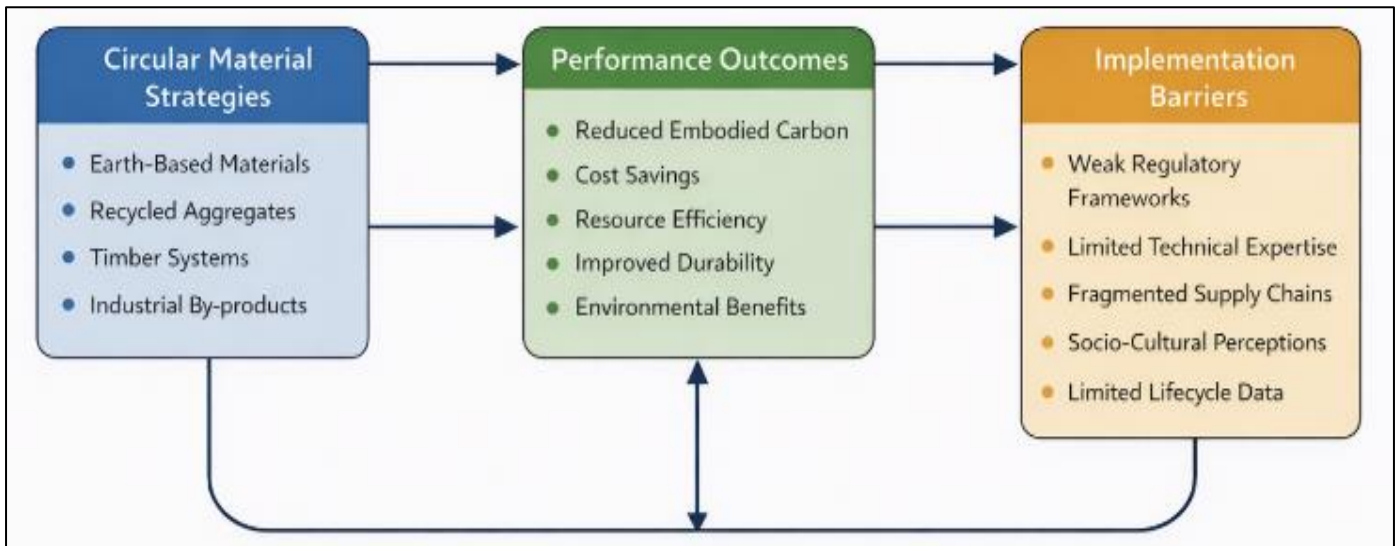 Circular Material
Strategies
Earth-Based Materials
Recycled Aggregates
Timber Systems
Industrial By-products
Performance Outcomes
Reduced Embodied Carbon
Cost Savings
Resource Efficiency
Improved Durability
Environmental Benefits
Implementation
Barriers
Weak Regulatory
Frameworks
Limited Technical Expertise
Fragmented Supply Chains
Socio-Cultural Perceptions
Limited Lifecycle Data